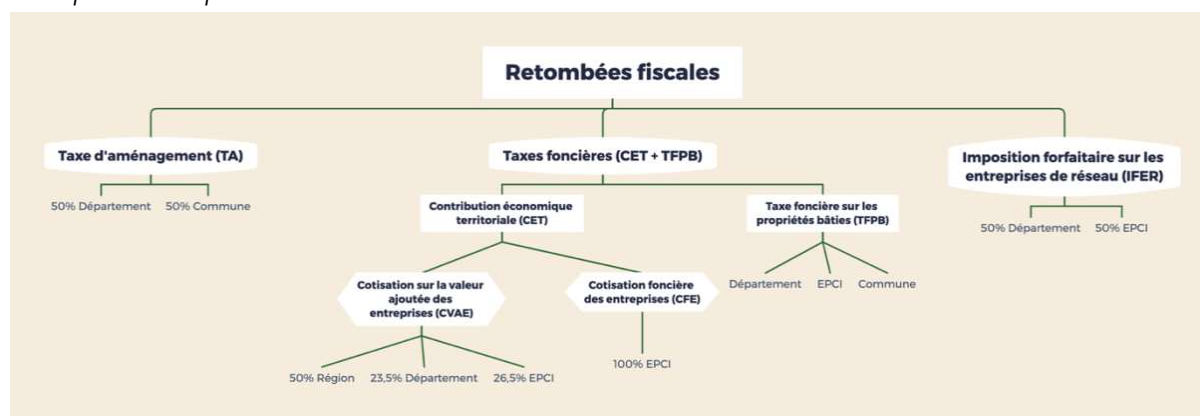 Retombées fiscales
Taxe d'aménagement (TA)
50% Département 50% Commune
Taxes foncières (CET + TFPB)
Contribution économique
territoriale (CET)
Cotisation sur la valeur
ajoutée des
entreprises (CVAE)
50% Région 23,5% Département 26,5% EPCI
Cotisation foncière
des entreprises (CFE)
100% EPCI
Taxe foncière sur les
propriétés bâties (TFPB)
Département EPCI Commune
Imposition forfaitaire sur les
entreprises de réseau (IFER)
50% Département 50% EPCI